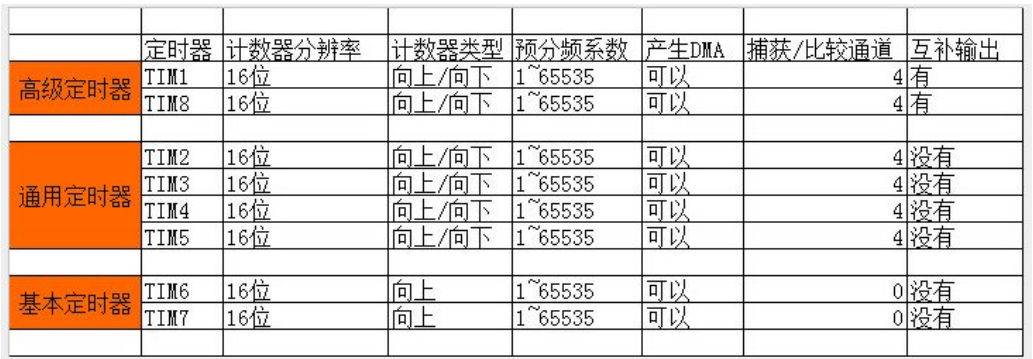 定时器 计数器分辨率 计数器类型 预分频系数 产生DMA 捕获/比较通道 互补输出
高级定时器
TIM1 16位 向上/向下 1~65535 可以 4 有
TIM8 16位 向上/向下 1~65535 可以 4 有
通用定时器
TIM2 16位 向上/向下 1~65535 可以 4 没有
TIM3 16位 向上/向下 1~65535 可以 4 没有
TIM4 16位 向上/向下 1~65535 可以 4 没有
TIM5 16位 向上/向下 1~65535 可以 4 没有
基本定时器
TIM6 16位 向上 1~65535 可以 0 没有
TIM7 16位 向上 1~65535 可以 0 没有